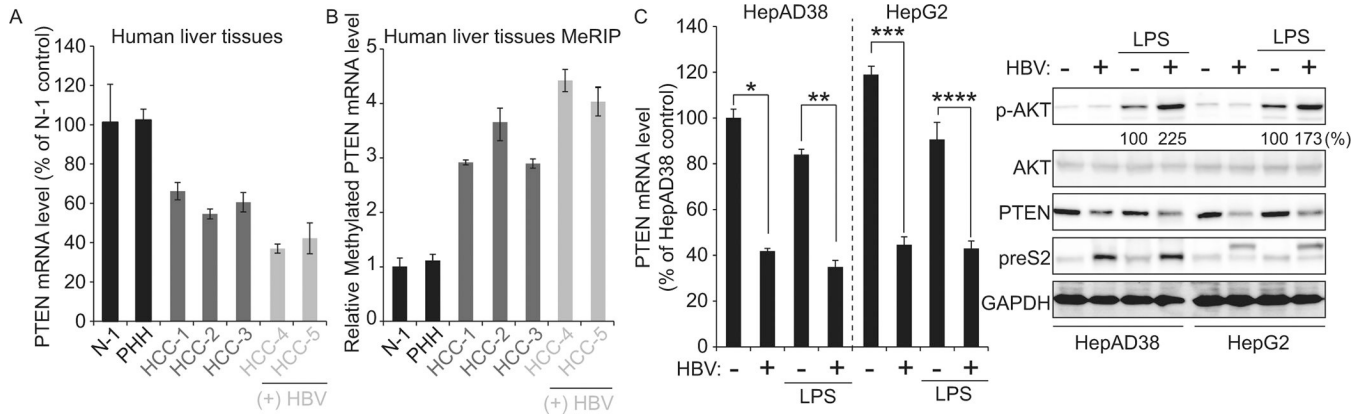 A
Human liver tissues
PTEN mRNA level (% of N-1 control)
140
120
100
80
60
40
20
0
N-1
PHH
HCC-1
HCC-2
HCC-3
HCC-4
HCC-5
(+) HBV
B
Human liver tissues MeRIP
Relative Methylated PTEN mRNA level
5
4
3
2
1
0
N-1
PHH
HCC-1
HCC-2
HCC-3
HCC-4
HCC-5
(+) HBV
C
HepAD38
HepG2
PTEN mRNA level
(% of HepAD38 control)
140
120
100
80
60
40
20
0
*
**
***
****
HBV: - + - + - + - +
LPS
LPS
LPS
LPS
HBV: - + - + - + - +
p-AKT
100 225 100 173 (%)
AKT
PTEN
preS2
GAPDH
HepAD38
HepG2